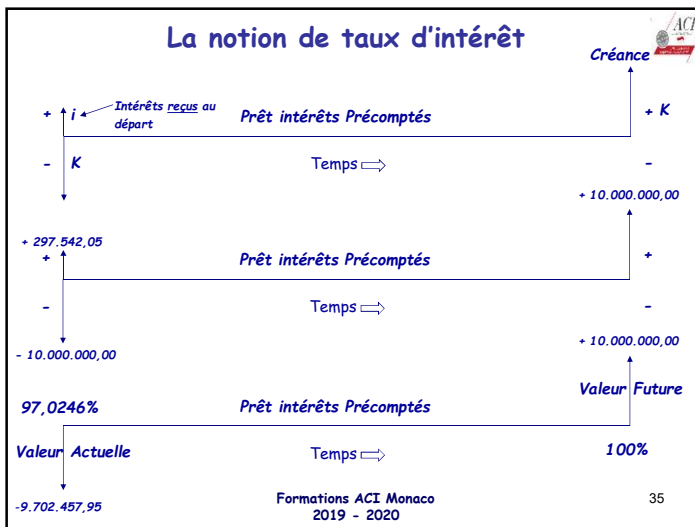 La notion de taux d'intérêt
ACI
Créance
+ i Intérêts reçus au
départ
Prêt intérêts Précomptés
+ K
- K
Temps
-
+ 10.000.000,00
+ 297.542,05
+
Prêt intérêts Précomptés
+
-
Temps
-
- 10.000.000,00
+ 10.000.000,00
Valeur Future
97,0246%
Prêt intérêts Précomptés
Valeur Actuelle
Temps
100%
-9.702.457,95
Formations ACI Monaco
2019 - 2020
35